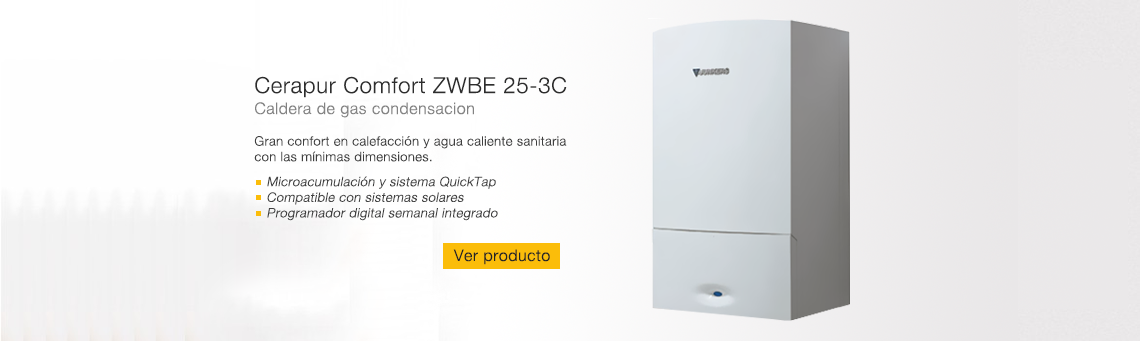 Cerapur Comfort ZWBE 25-3C
Caldera de gas condensacion
Gran confort en calefacción y agua caliente sanitaria
con las mínimas dimensiones.
Microacumulación y sistema QuickTap
Compatible con sistemas solares
Programador digital semanal integrado
Ver producto